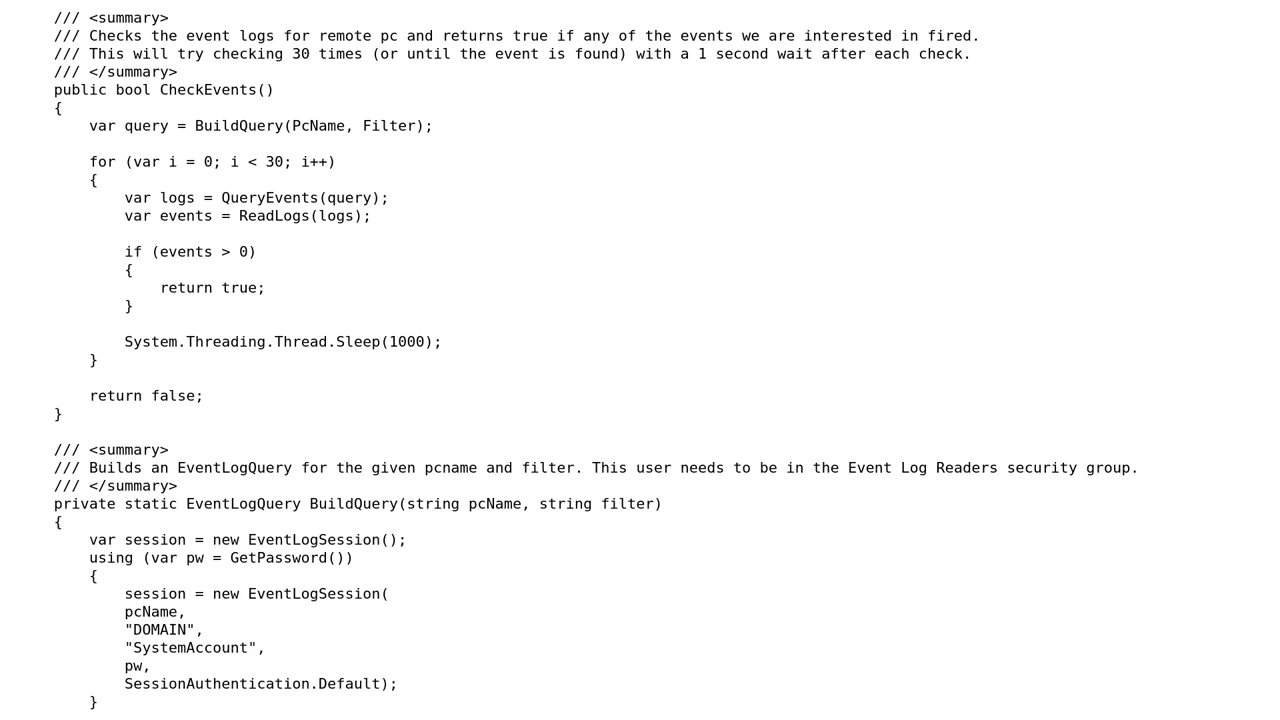 /// <summary>
/// Checks the event logs for remote pc and returns true if any of the events we are interested in fired.
/// This will try checking 30 times (or until the event is found) with a 1 second wait after each check.
/// </summary>
public bool CheckEvents()
{
    var query = BuildQuery(PcName, Filter);

    for (var i = 0; i < 30; i++)
    {
        var logs = QueryEvents(query);
        var events = ReadLogs(logs);

        if (events > 0)
        {
            return true;
        }

        System.Threading.Thread.Sleep(1000);
    }

    return false;
}

/// <summary>
/// Builds an EventLogQuery for the given pcname and filter. This user needs to be in the Event Log Readers security group.
/// </summary>
private static EventLogQuery BuildQuery(string pcName, string filter)
{
    var session = new EventLogSession();
    using (var pw = GetPassword())
    {
        session = new EventLogSession(
        pcName,
        "DOMAIN",
        "SystemAccount",
        pw,
        SessionAuthentication.Default);
    }